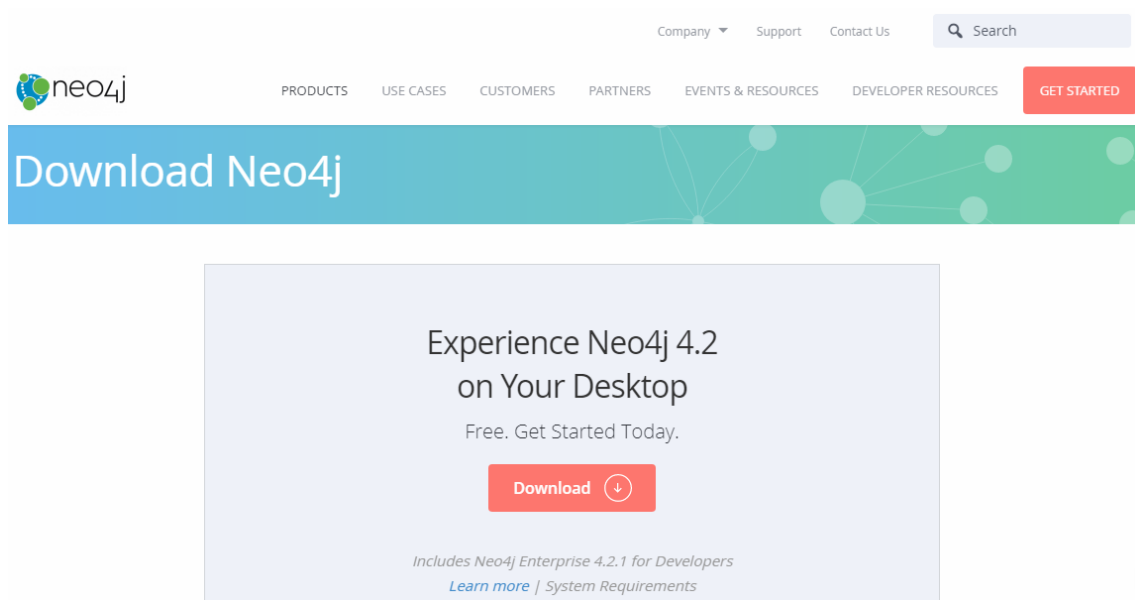 Company Support Contact Us Search
neo4j PRODUCTS USE CASES CUSTOMERS PARTNERS EVENTS & RESOURCES DEVELOPER RESOURCES GET STARTED
Download Neo4j
Experience Neo4j 4.2
on Your Desktop
Free. Get Started Today.
Download
Includes Neo4j Enterprise 4.2.1 for Developers
Learn more | System Requirements